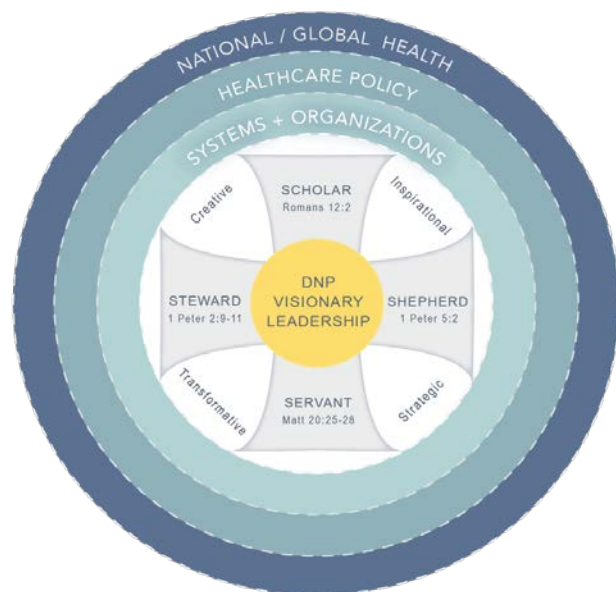 NATIONAL / GLOBAL HEALTH
HEALTHCARE POLICY
SYSTEMS + ORGANIZATIONS
Creative
SCHOLAR
Romans 12:2
Inspirational
STEWARD
1 Peter 2:9-11
DNP
VISIONARY
LEADERSHIP
SHEPHERD
1 Peter 5:2
Transformative
SERVANT
Matt 20:25-28
Strategic